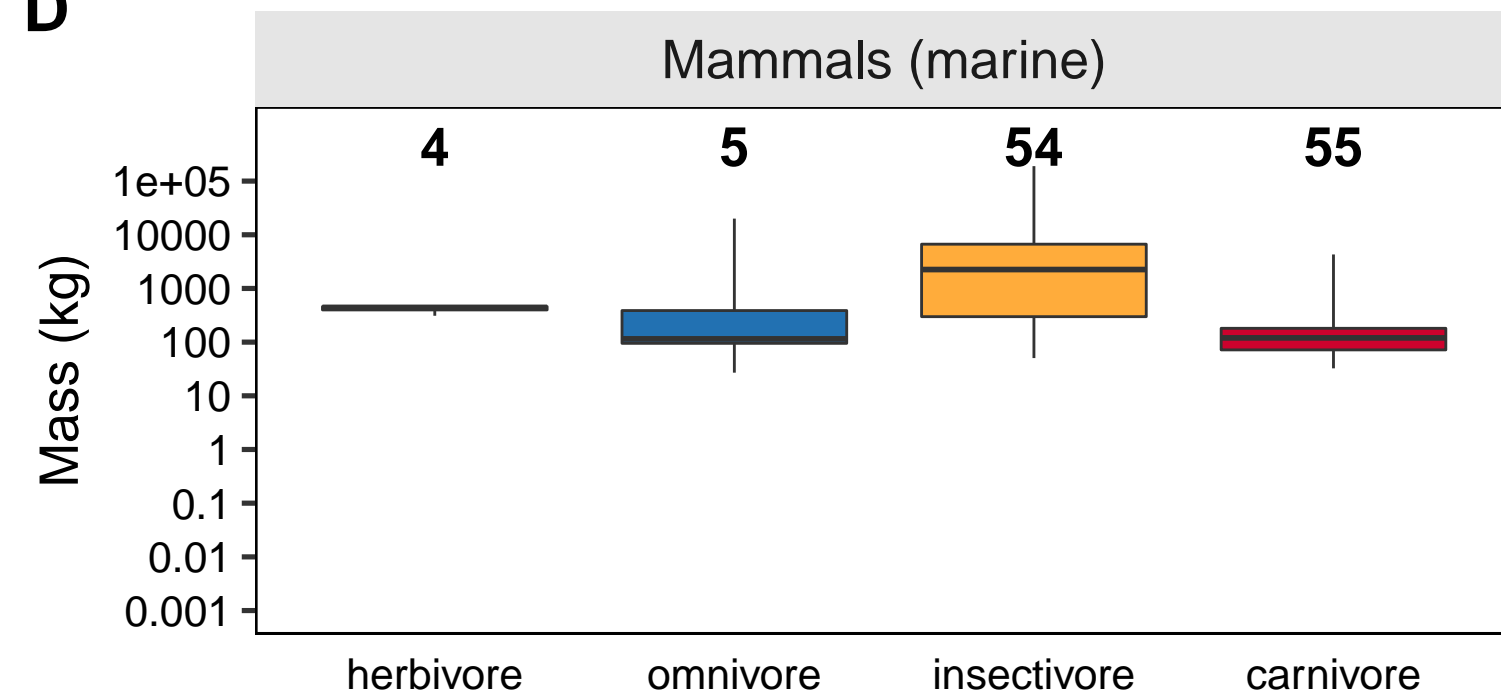 D
Mammals (marine)
4 5 54 55
1e+05
10000
1000
100
10
1
0.1
0.01
0.001
Mass (kg)
herbivore omnivore insectivore carnivore